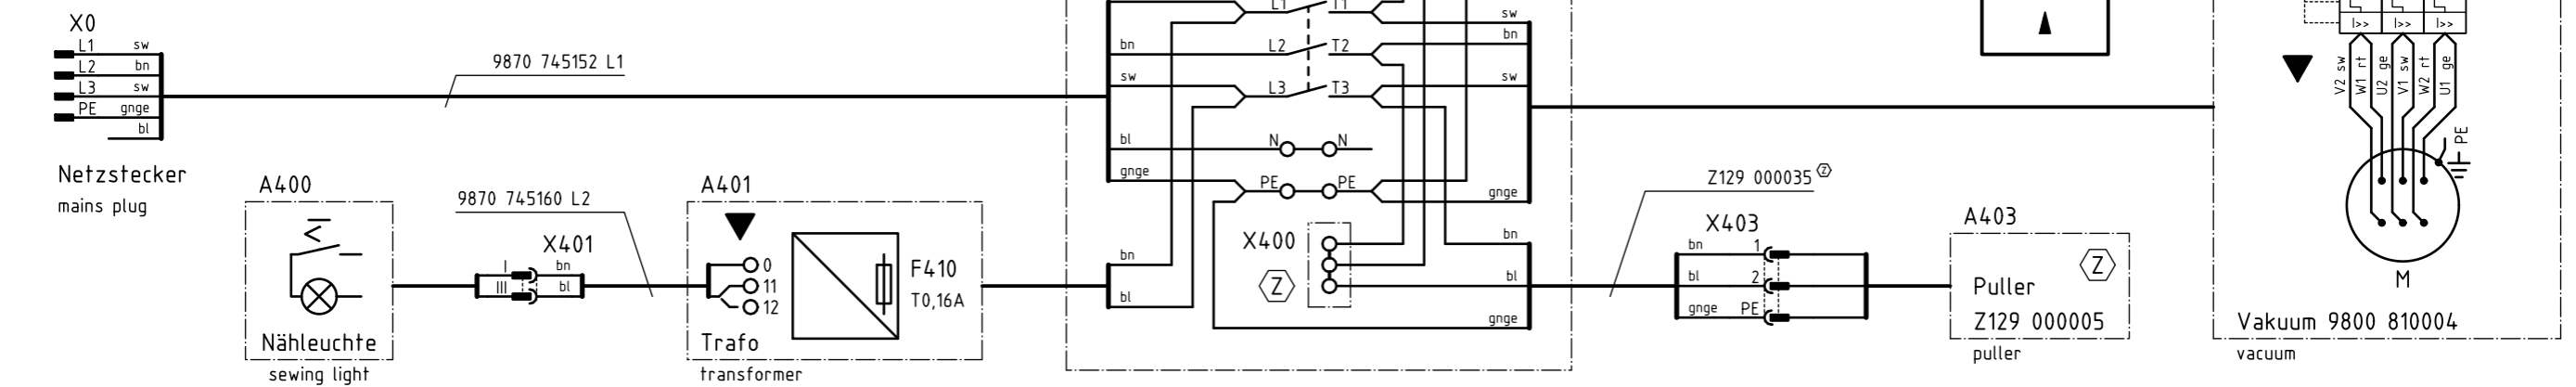 X0
L1 sw
L2 bn
L3 sw
PE gnge
bl
Netzstecker
mains plug
9870 745152 L1
A400
Nähleuchte
sewing light
9870 745160 L2
X401
I bn
III bl
A401
0
11
12
F410
T0,16A
Trafo
transformer
L1 T1
bn L2 T2
sw L3 T3
bl N N
gnge PE PE
sw
bn
sw
gnge
X400
Z
bn
bl
bn
bl
gnge
Z129 000035 Z
X403
bn 1
bl 2
gnge PE
A403
Z
Puller
Z129 000005
puller
I>> I>> I>>
V2 sw
W1 rt
U2 ge
V1 sw
W2 rt
U1 ge
PE
M
Vakuum 9800 810004
vacuum